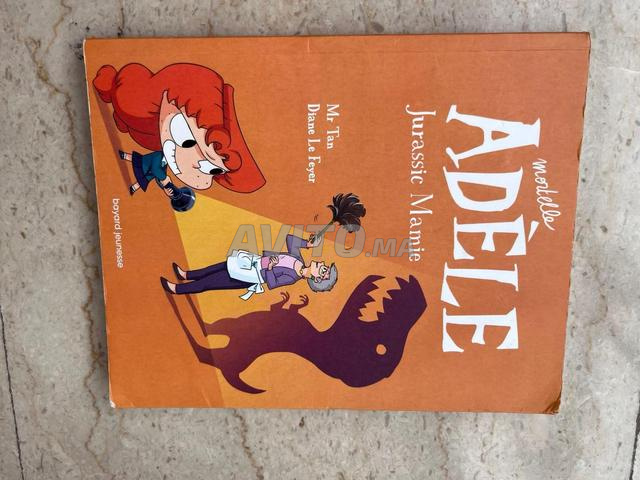 mortelle
ADÈLE
Jurassic Mamie
Mr Tan
Diane Le Feyer
bayard jeunesse
AVITO.MA